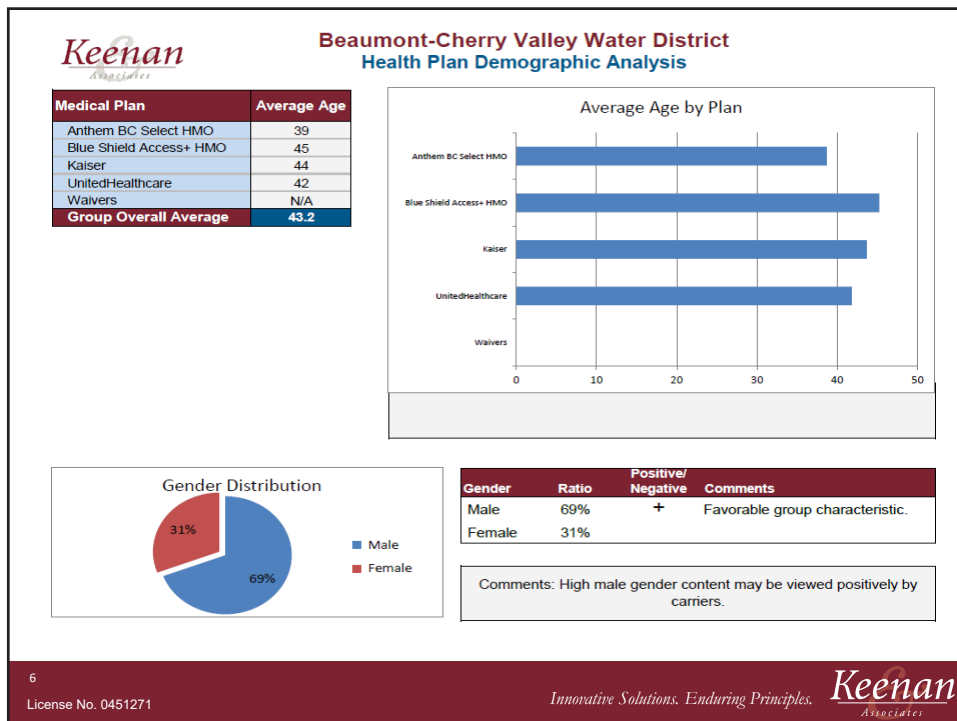 Keenan
& Associates
Beaumont-Cherry Valley Water District
Health Plan Demographic Analysis
Medical Plan Average Age
Anthem BC Select HMO 39
Blue Shield Access+ HMO 45
Kaiser 44
UnitedHealthcare 42
Waivers N/A
Group Overall Average 43.2
Average Age by Plan
Anthem BC Select HMO
Blue Shield Access+ HMO
Kaiser
UnitedHealthcare
Waivers
0 10 20 30 40 50
Gender Distribution
31%
69%
Male
Female
Positive/
Gender Ratio Negative Comments
Male 69% + Favorable group characteristic.
Female 31%
Comments: High male gender content may be viewed positively by
carriers.
6
License No. 0451271
Innovative Solutions. Enduring Principles.
Keenan
& Associates